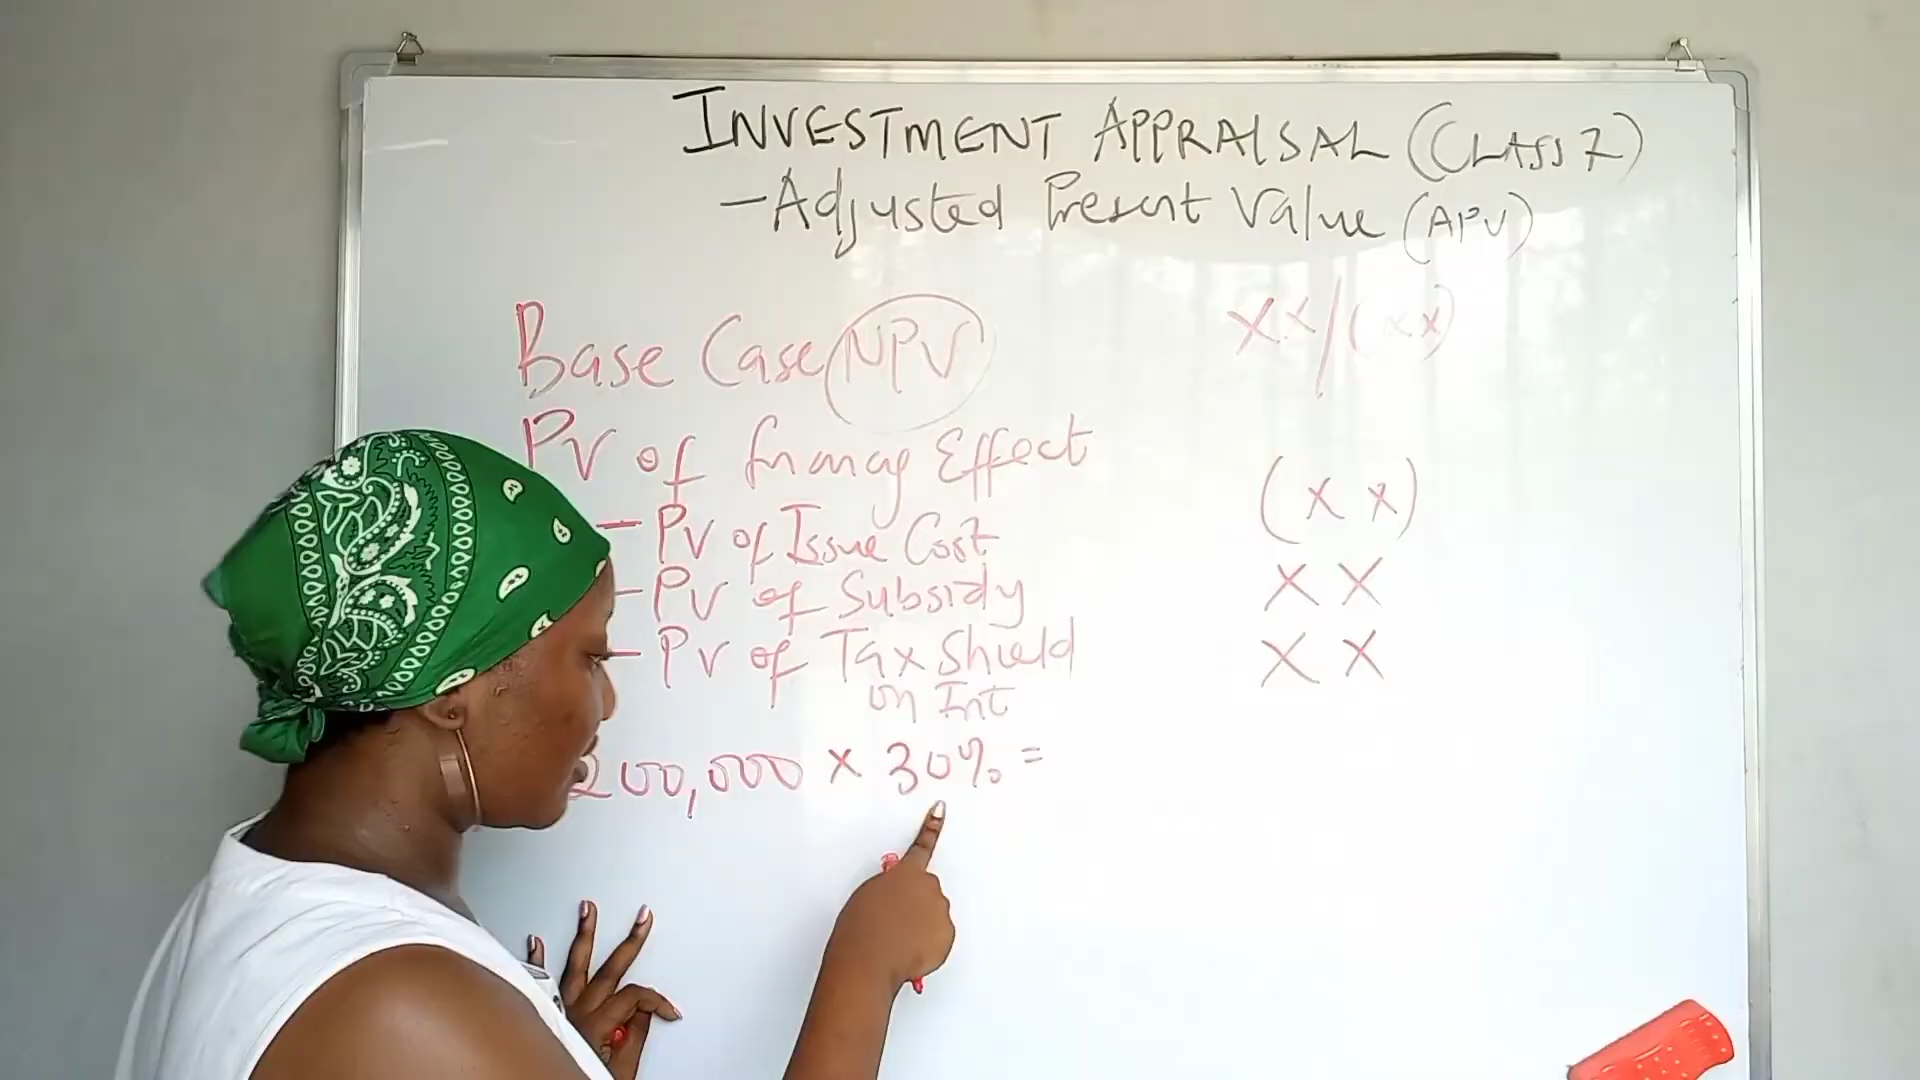 INVESTMENT APPRAISAL (CLASS 7)
- Adjusted Present Value (APV)
Base Case NPV XX/(XX)
PV of Effect
- PV of Issue Cost (XX)
- PV of Subsidy XX
- PV of Tax Shield XX
on Int
200,000 X 30% =